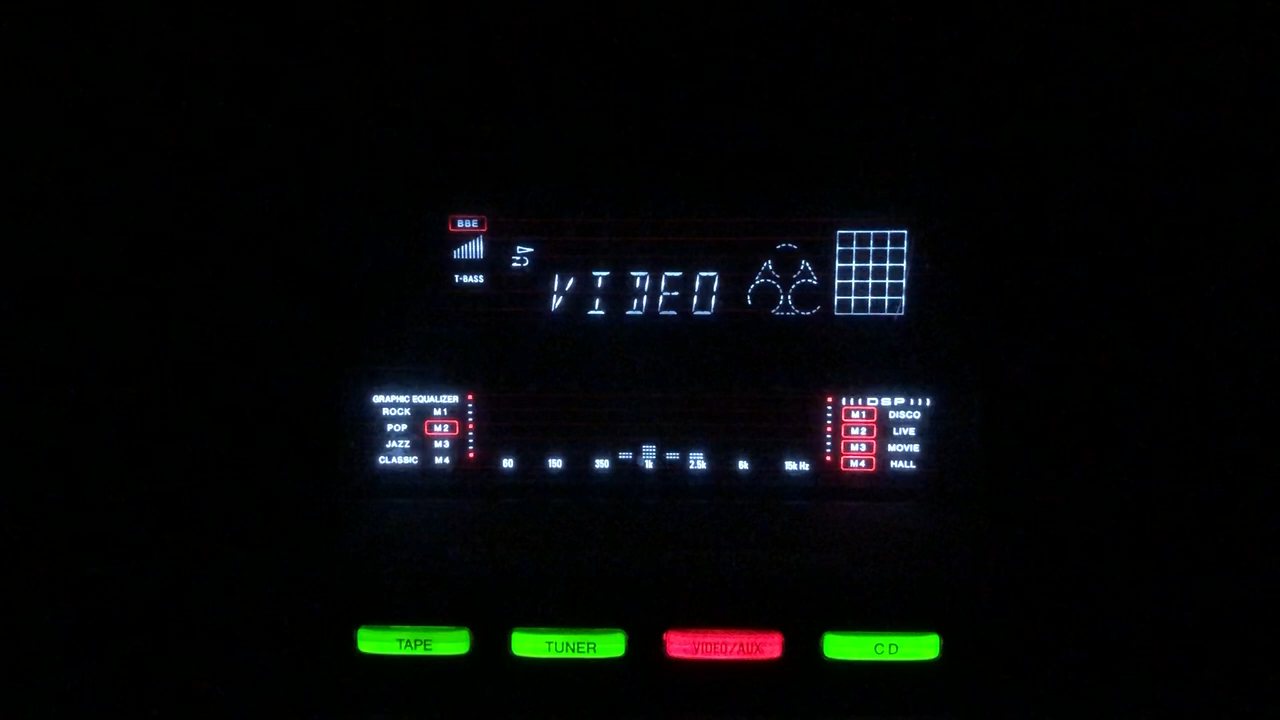 BBE
T-BASS
VIDEO
GRAPHIC EQUALIZER
ROCK M1
POP M2
JAZZ M3
CLASSIC M4
60 150 350 1k 2.5k 6k 15k Hz
DSP
M1 DISCO
M2 LIVE
M3 MOVIE
M4 HALL
TAPE TUNER VIDEO/AUX CD